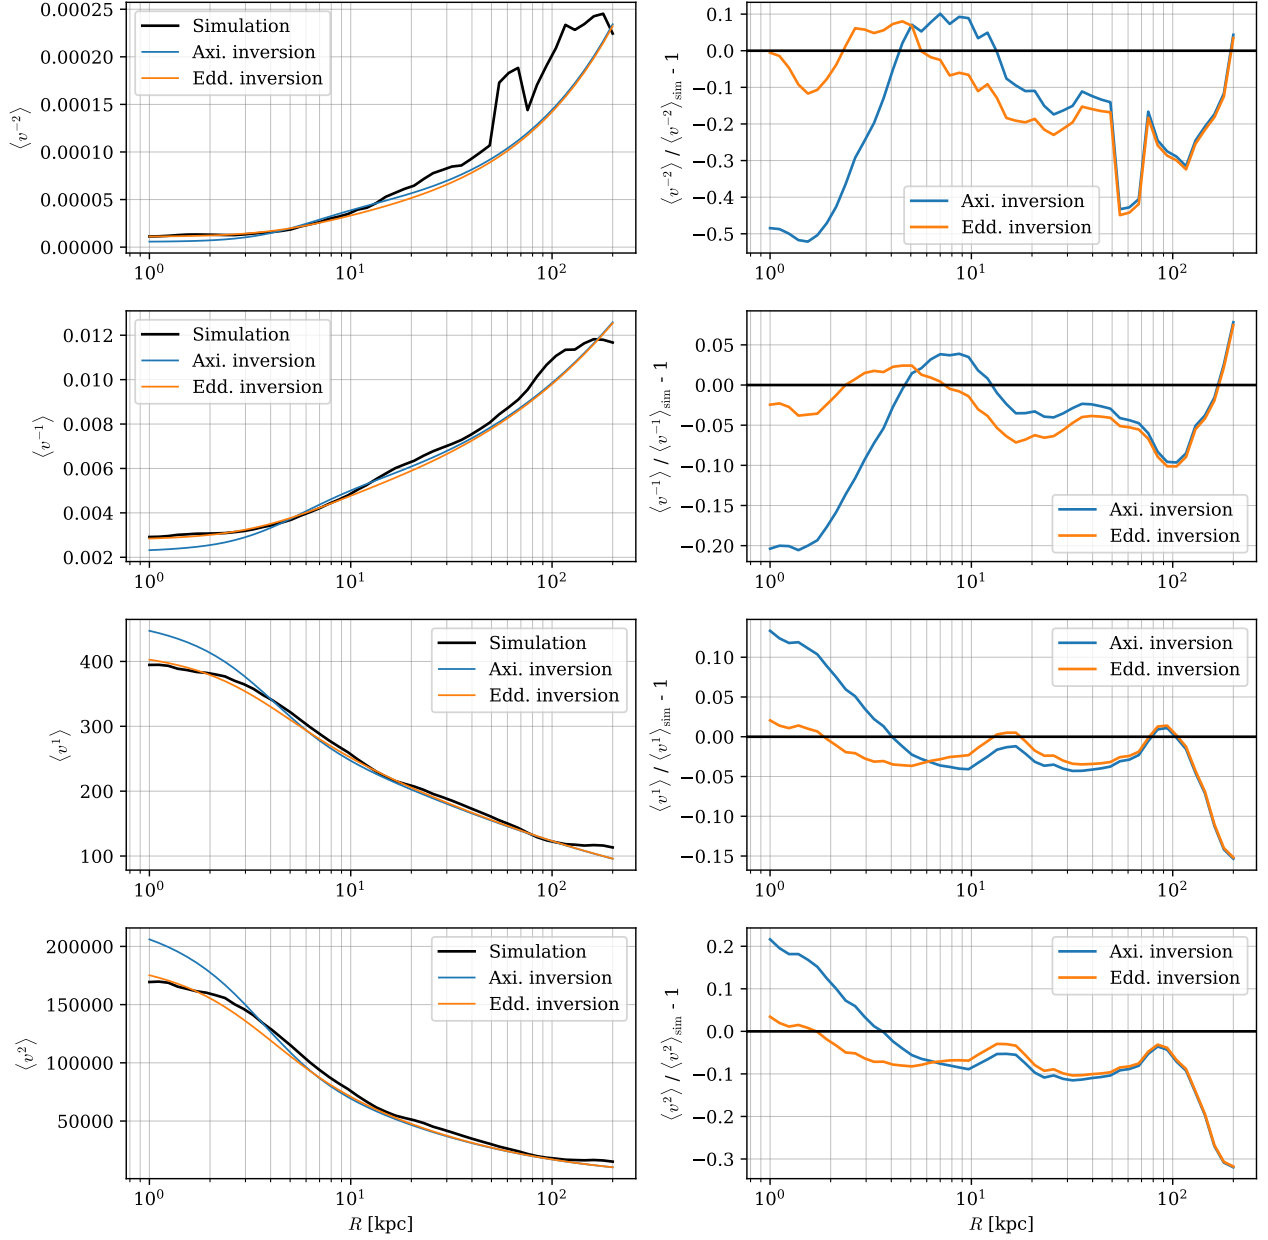 0.00025
0.00020
0.00015
0.00010
0.00005
0.00000
⟨v⁻²⟩
Simulation
Axi. inversion
Edd. inversion
10⁰
10¹
10²
0.1
0.0
−0.1
−0.2
−0.3
−0.4
−0.5
⟨v⁻²⟩ / ⟨v⁻²⟩sim - 1
Axi. inversion
Edd. inversion
10⁰
10¹
10²
0.012
0.010
0.008
0.006
0.004
0.002
⟨v⁻¹⟩
Simulation
Axi. inversion
Edd. inversion
10⁰
10¹
10²
0.05
0.00
−0.05
−0.10
−0.15
−0.20
⟨v⁻¹⟩ / ⟨v⁻¹⟩sim - 1
Axi. inversion
Edd. inversion
10⁰
10¹
10²
400
300
200
100
⟨v¹⟩
Simulation
Axi. inversion
Edd. inversion
10⁰
10¹
10²
0.10
0.05
0.00
−0.05
−0.10
−0.15
⟨v¹⟩ / ⟨v¹⟩sim - 1
Axi. inversion
Edd. inversion
10⁰
10¹
10²
200000
150000
100000
50000
⟨v²⟩
Simulation
Axi. inversion
Edd. inversion
10⁰
10¹
10²
R [kpc]
0.2
0.1
0.0
−0.1
−0.2
−0.3
⟨v²⟩ / ⟨v²⟩sim - 1
Axi. inversion
Edd. inversion
10⁰
10¹
10²
R [kpc]